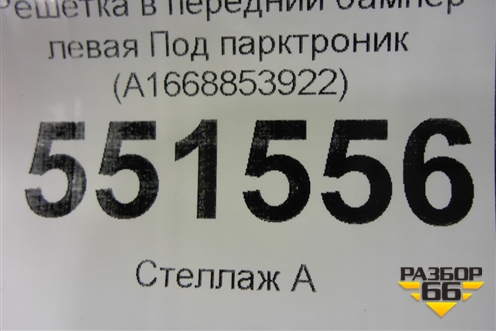 Решетка в передний бампер
левая Под парктроник
(A1668853922)
551556
Стеллаж А
РАЗБОР
66